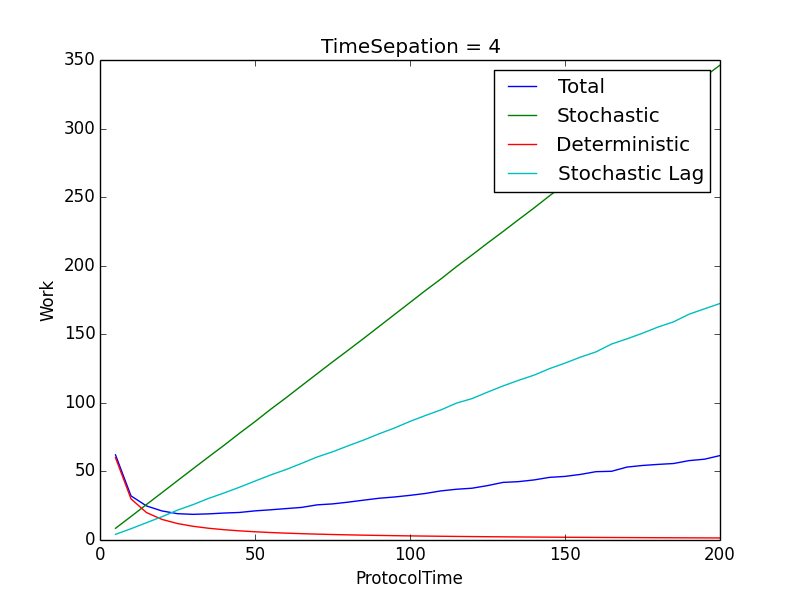 TimeSepation = 4
350
300
250
200
150
100
50
0
Work
Total
Stochastic
Deterministic
Stochastic Lag
0
50
100
150
200
ProtocolTime